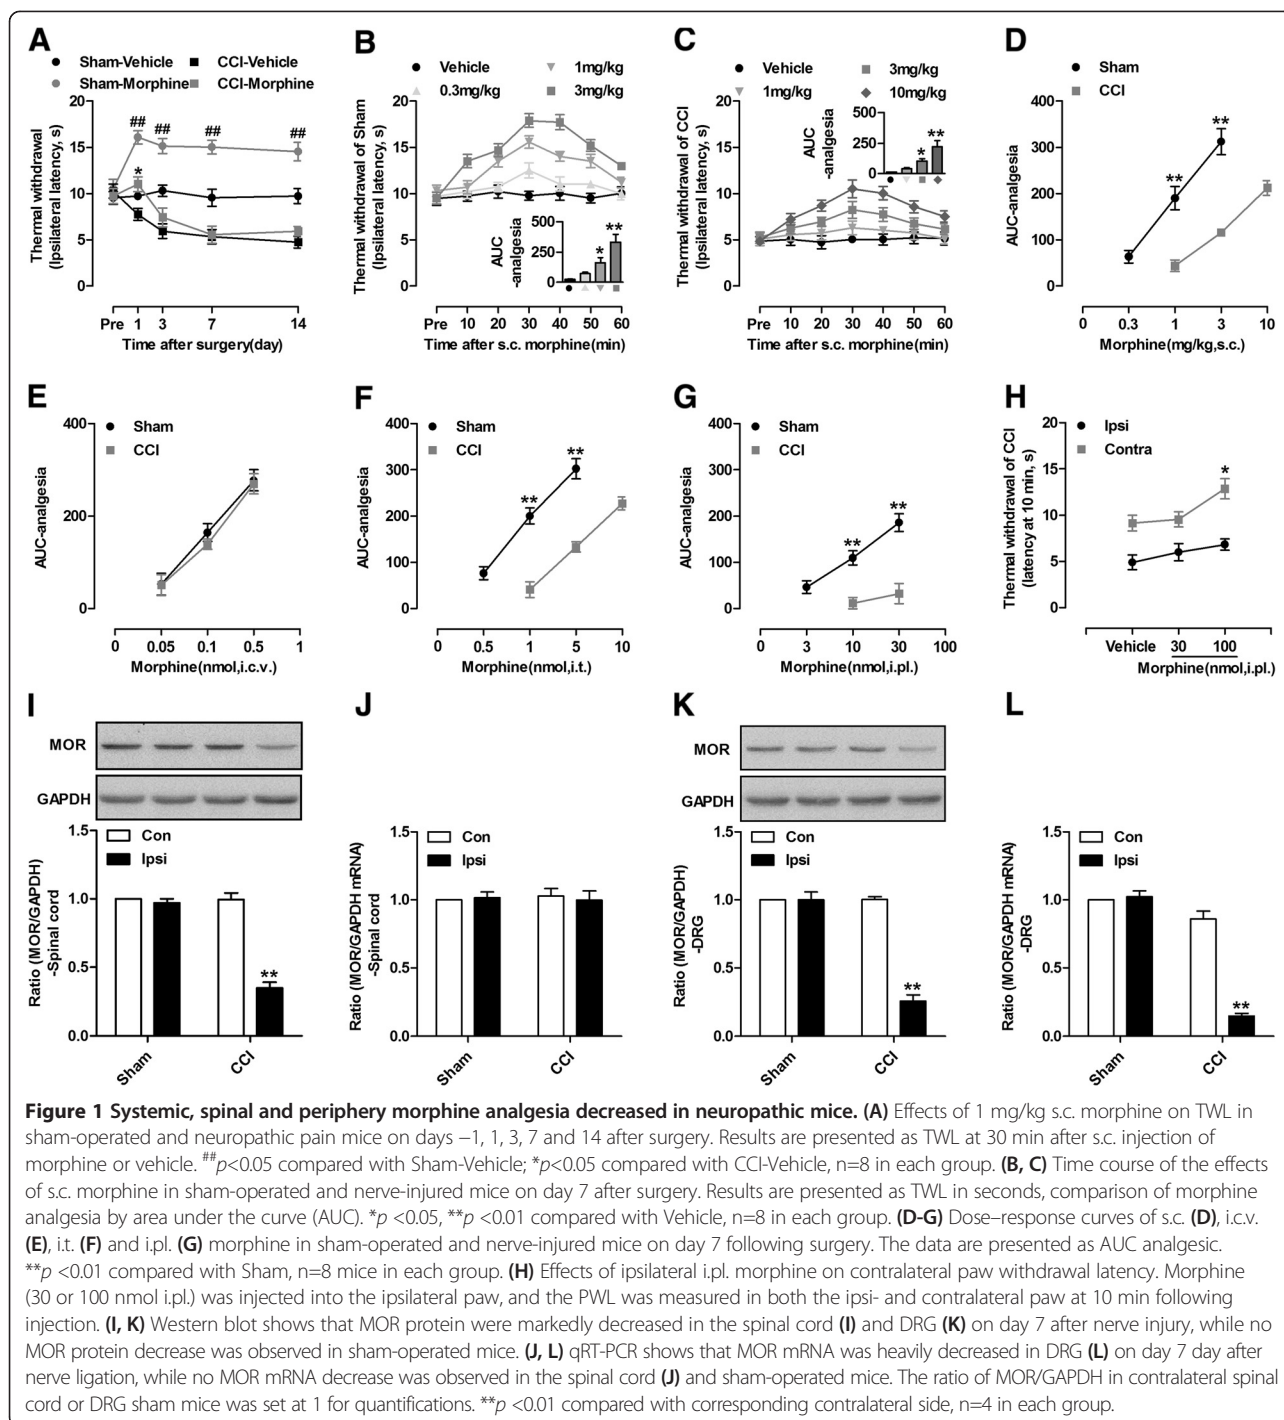 A
Sham-Vehicle CCI-Vehicle
Sham-Morphine CCI-Morphine
Thermal withdrawal
(Ipsilateral latency, s)
20
15
10
5
0
## ## ## ##
*
Pre 1 3 7 14
Time after surgery(day)
B
Vehicle 1mg/kg
0.3mg/kg 3mg/kg
Thermal withdrawal of Sham
(Ipsilateral latency, s)
20
15
10
5
0
AUC
-analgesia
500
250
0
* **
Pre 10 20 30 40 50 60
Time after s.c. morphine(min)
C
Vehicle 3mg/kg
1mg/kg 10mg/kg
Thermal withdrawal of CCI
(Ipsilateral latency, s)
20
15
10
5
0
AUC
-analgesia
500
250
0
* **
Pre 10 20 30 40 50 60
Time after s.c. morphine(min)
D
Sham
CCI
AUC-analgesia
400
300
200
100
0
** **
0 0.3 1 3 10
Morphine(mg/kg,s.c.)
E
Sham
CCI
AUC-analgesia
400
300
200
100
0
0 0.05 0.1 0.5 1
Morphine(nmol,i.c.v.)
F
Sham
CCI
AUC-analgesia
400
300
200
100
0
** **
0 0.5 1 5 10
Morphine(nmol,i.t.)
G
Sham
CCI
AUC-analgesia
400
300
200
100
0
** **
0 3 10 30 100
Morphine(nmol,i.pl.)
H
Ipsi
Contra
Thermal withdrawal of CCI
(latency at 10 min, s)
20
15
10
5
0
*
Vehicle 30 100
Morphine(nmol,i.pl.)
I
MOR
GAPDH
Con
Ipsi
Ratio (MOR/GAPDH)
-Spinal cord
1.5
1.0
0.5
0.0
**
Sham CCI
J
Con
Ipsi
Ratio (MOR/GAPDH mRNA)
-Spinal cord
1.5
1.0
0.5
0.0
Sham CCI
K
MOR
GAPDH
Con
Ipsi
Ratio (MOR/GAPDH)
-DRG
1.5
1.0
0.5
0.0
**
Sham CCI
L
Con
Ipsi
Ratio (MOR/GAPDH mRNA)
-DRG
1.5
1.0
0.5
0.0
**
Sham CCI
Figure 1 Systemic, spinal and periphery morphine analgesia decreased in neuropathic mice. (A) Effects of 1 mg/kg s.c. morphine on TWL in
sham-operated and neuropathic pain mice on days −1, 1, 3, 7 and 14 after surgery. Results are presented as TWL at 30 min after s.c. injection of
morphine or vehicle. ##p<0.05 compared with Sham-Vehicle; *p<0.05 compared with CCI-Vehicle, n=8 in each group. (B, C) Time course of the effects
of s.c. morphine in sham-operated and nerve-injured mice on day 7 after surgery. Results are presented as TWL in seconds, comparison of morphine
analgesia by area under the curve (AUC). *p <0.05, **p <0.01 compared with Vehicle, n=8 in each group. (D-G) Dose–response curves of s.c. (D), i.c.v.
(E), i.t. (F) and i.pl. (G) morphine in sham-operated and nerve-injured mice on day 7 following surgery. The data are presented as AUC analgesic.
**p <0.01 compared with Sham, n=8 mice in each group. (H) Effects of ipsilateral i.pl. morphine on contralateral paw withdrawal latency. Morphine
(30 or 100 nmol i.pl.) was injected into the ipsilateral paw, and the PWL was measured in both the ipsi- and contralateral paw at 10 min following
injection. (I, K) Western blot shows that MOR protein were markedly decreased in the spinal cord (I) and DRG (K) on day 7 after nerve injury, while no
MOR protein decrease was observed in sham-operated mice. (J, L) qRT-PCR shows that MOR mRNA was heavily decreased in DRG (L) on day 7 day after
nerve ligation, while no MOR mRNA decrease was observed in the spinal cord (J) and sham-operated mice. The ratio of MOR/GAPDH in contralateral spinal
cord or DRG sham mice was set at 1 for quantifications. **p <0.01 compared with corresponding contralateral side, n=4 in each group.